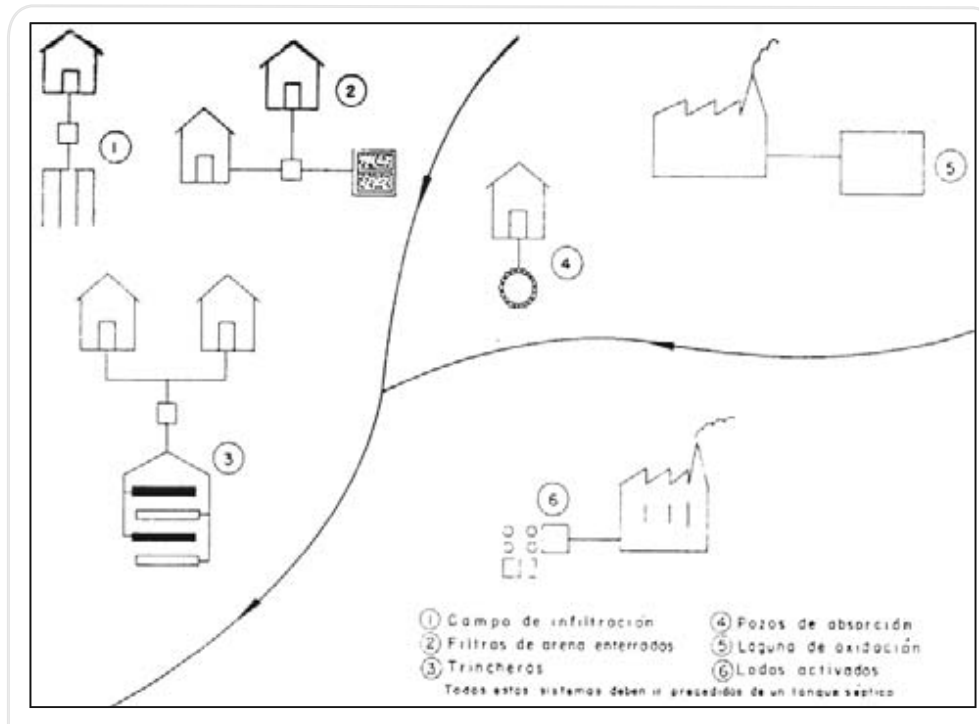 1
2
3
4
5
6
1 Campo de infiltración
2 Filtros de arena enterrados
3 Trincheras
4 Pozos de absorción
5 Laguna de oxidación
6 Lodos activados
Todos estos sistemas deben ir precedidos de un tanque séptico